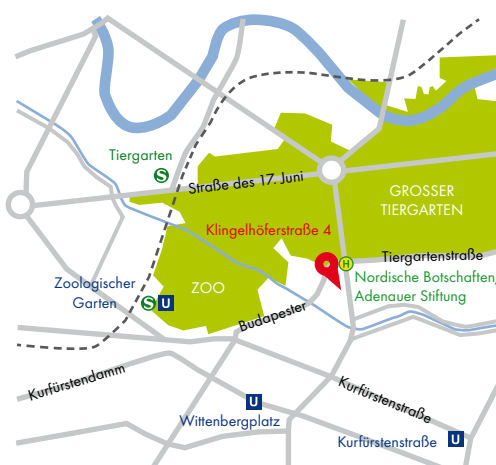 Tiergarten
S
Straße des 17. Juni
GROSSER
TIERGARTEN
Klingelhöferstraße 4
Tiergartenstraße
H
Nordische Botschaften,
Adenauer Stiftung
Zoologischer
Garten
S U
ZOO
Budapester
Kurfürstendamm
Kurfürstenstraße
U
Wittenbergplatz
Kurfürstenstraße
U